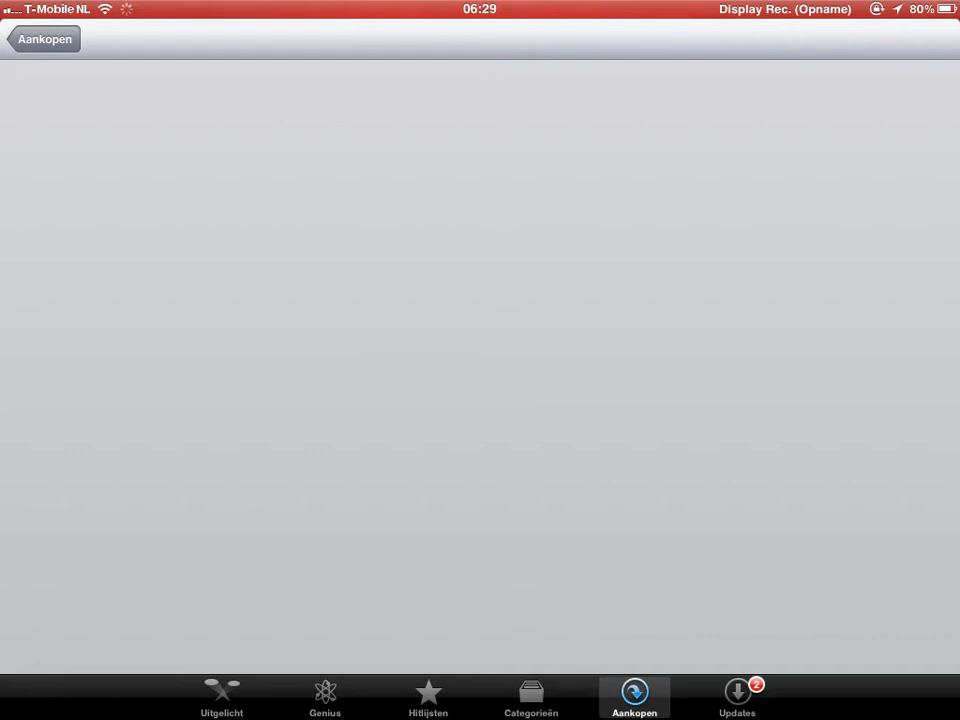 T-Mobile NL 06:29 Display Rec. (Opname) 80%
Aankopen
Uitgelicht Genius Hitlijsten Categorieën Aankopen 2 Updates